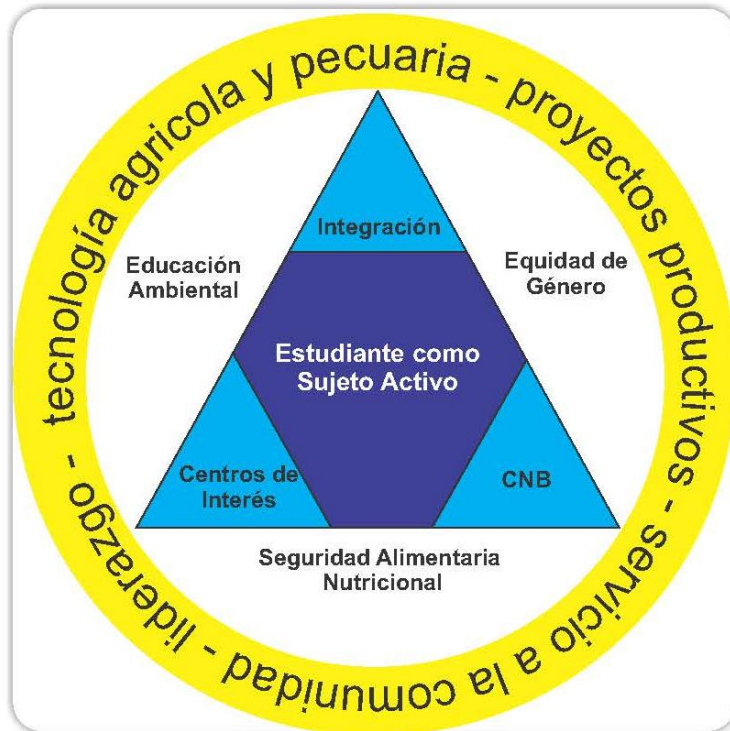 tecnología agricola y pecuaria - proyectos productivos - servicio a la comunidad - liderazgo -
Integración
Educación
Ambiental
Equidad de
Género
Estudiante como
Sujeto Activo
Centros de
Interés
CNB
Seguridad Alimentaria
Nutricional